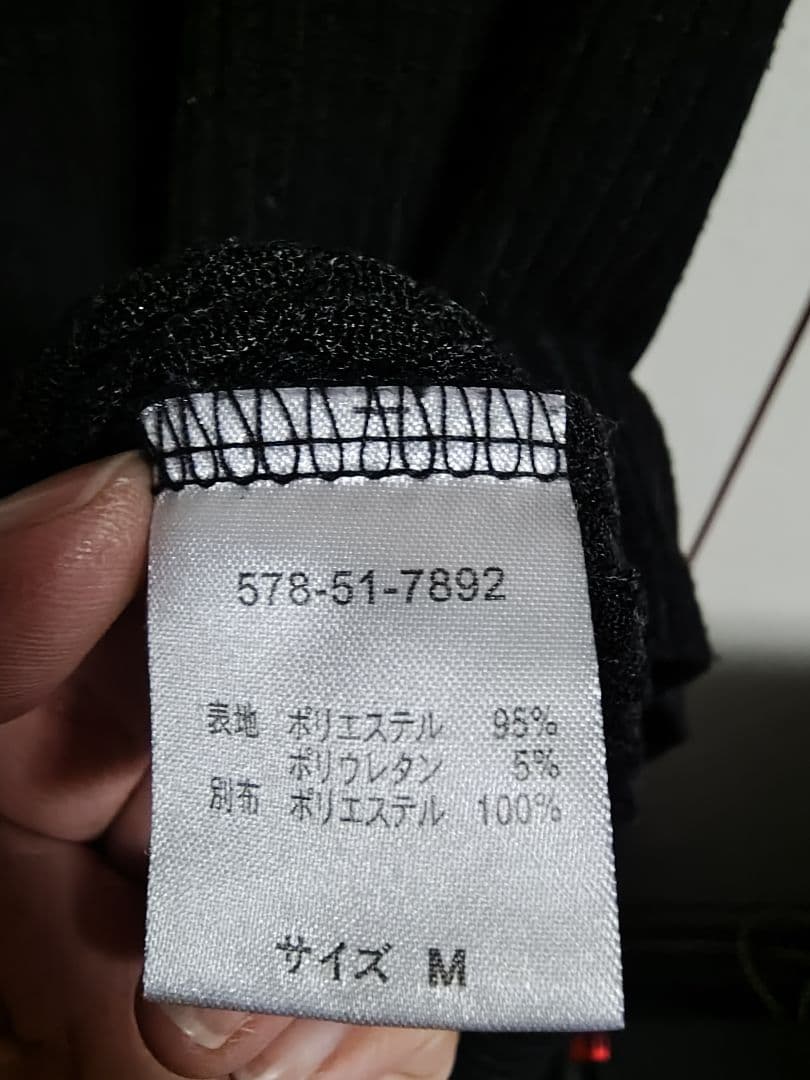 578-51-7892
表地 ポリエステル 95%
ポリウレタン 5%
別布 ポリエステル 100%
サイズ M